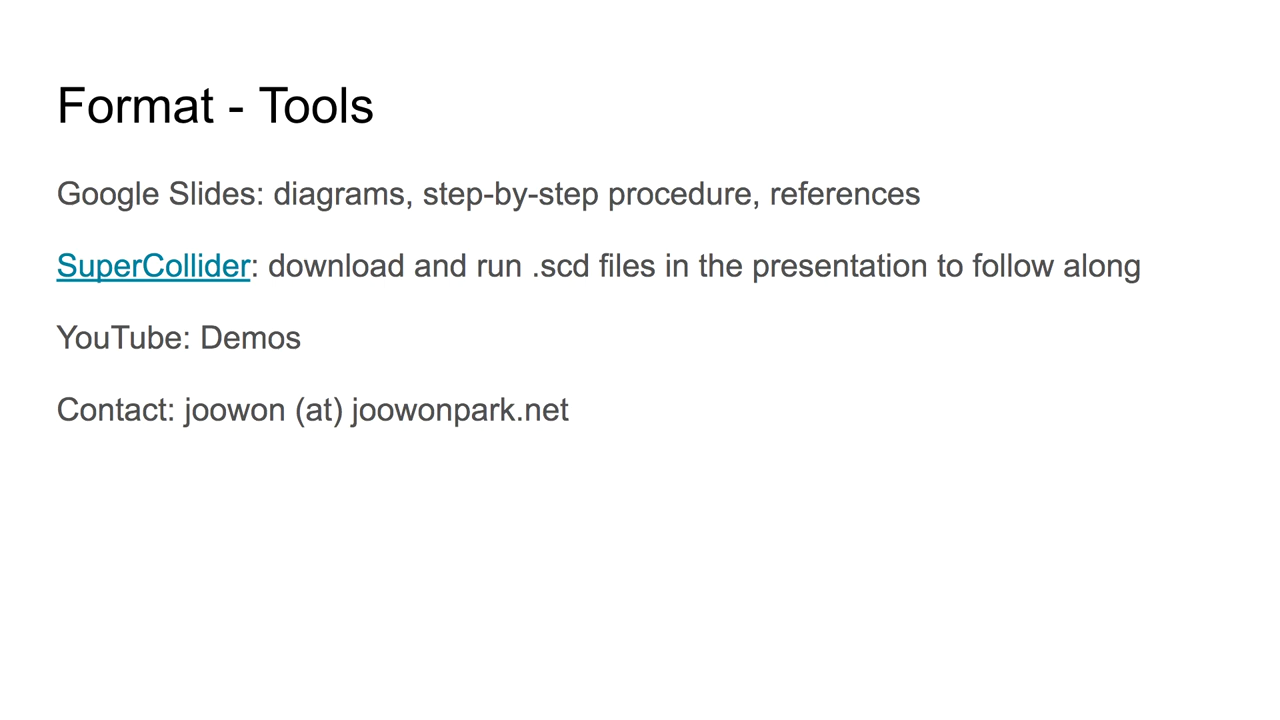 Format - Tools
Google Slides: diagrams, step-by-step procedure, references
SuperCollider: download and run .scd files in the presentation to follow along
YouTube: Demos
Contact: joowon (at) joowonpark.net